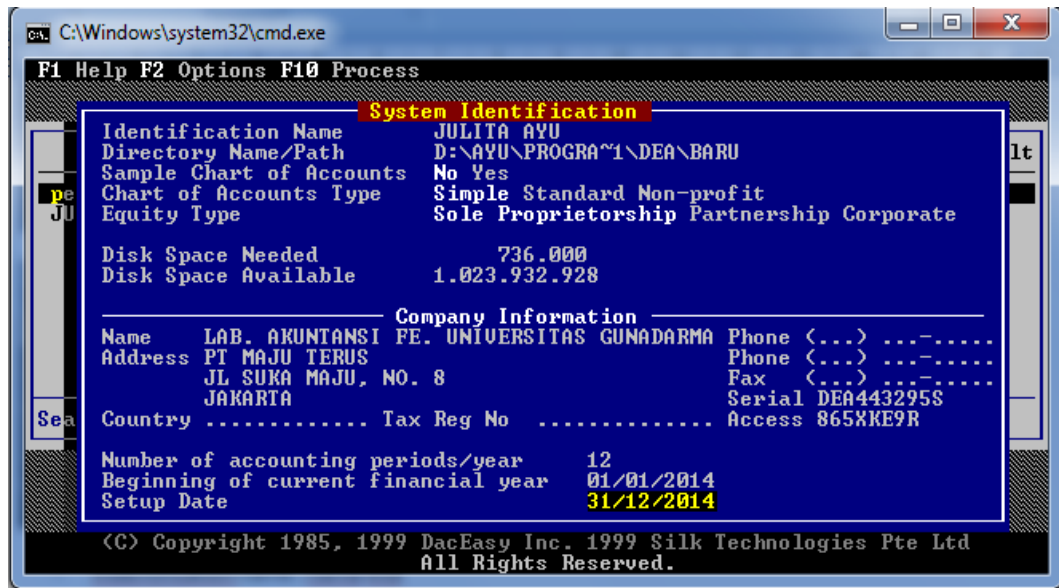 C:\Windows\system32\cmd.exe
F1 Help F2 Options F10 Process
System Identification
Identification Name JULITA AYU
Directory Name/Path D:\AYU\PROGRA~1\DEA\BARU
Sample Chart of Accounts No Yes
Chart of Accounts Type Simple Standard Non-profit
Equity Type Sole Proprietorship Partnership Corporate
Disk Space Needed 736.000
Disk Space Available 1.023.932.928
Company Information
Name LAB. AKUNTANSI FE. UNIVERSITAS GUNADARMA Phone (...) ...-.....
Address PT MAJU TERUS Phone (...) ...-.....
JL SUKA MAJU, NO. 8 Fax (...) ...-.....
JAKARTA Serial DEA443295S
Country ............. Tax Reg No .............. Access 865XKE9R
Number of accounting periods/year 12
Beginning of current financial year 01/01/2014
Setup Date 31/12/2014
lt
pe
JU
Sea
(C) Copyright 1985, 1999 DacEasy Inc. 1999 Silk Technologies Pte Ltd
All Rights Reserved.